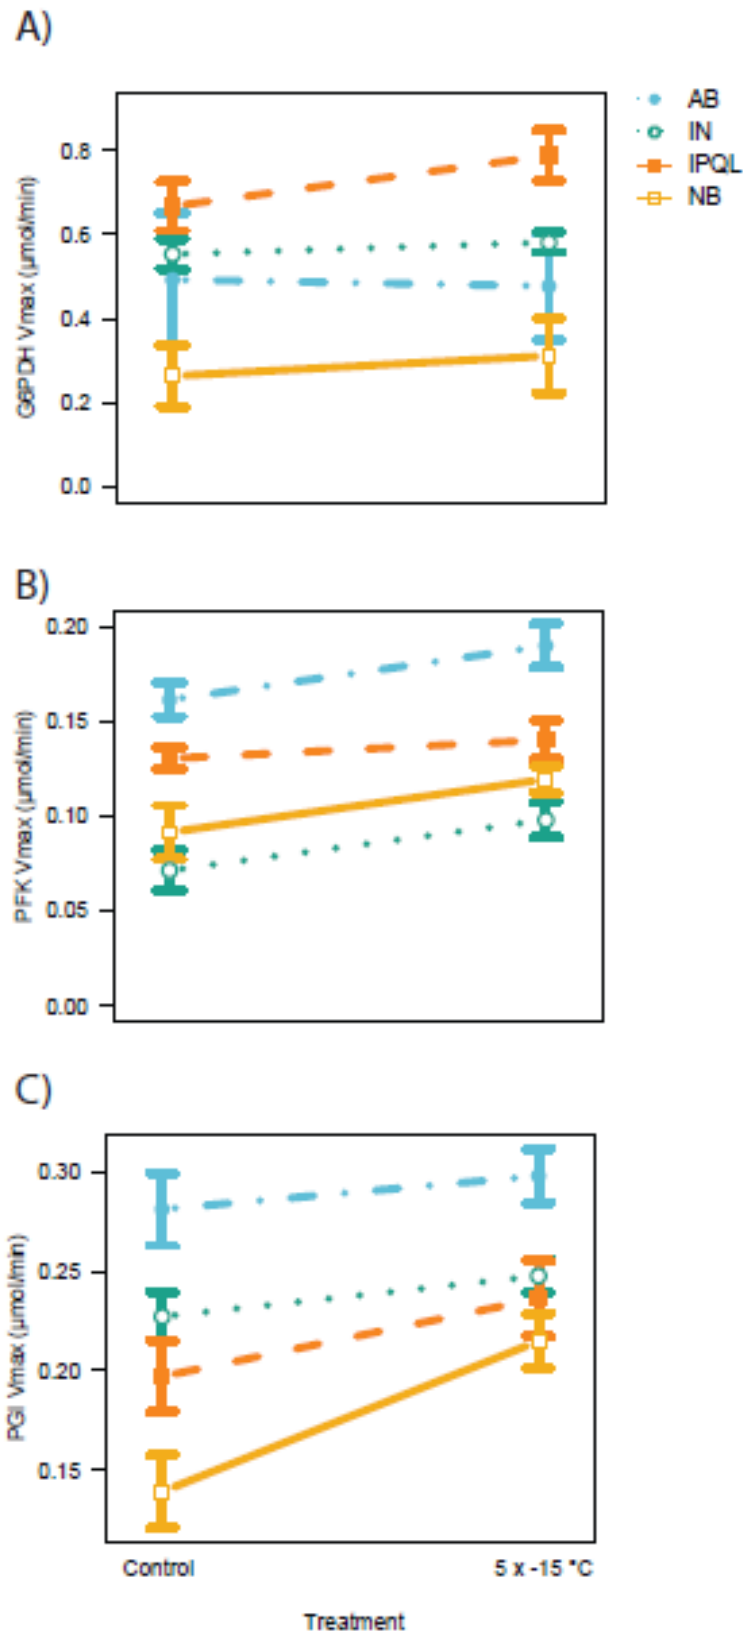 A)
AB
IN
IPQL
NB
0.8
0.6
0.4
0.2
0.0
G6PDH Vmax (µmol/min)
B)
0.20
0.15
0.10
0.05
0.00
PFK Vmax (µmol/min)
C)
0.30
0.25
0.20
0.15
PGI Vmax (µmol/min)
Control
5 x -15 °C
Treatment